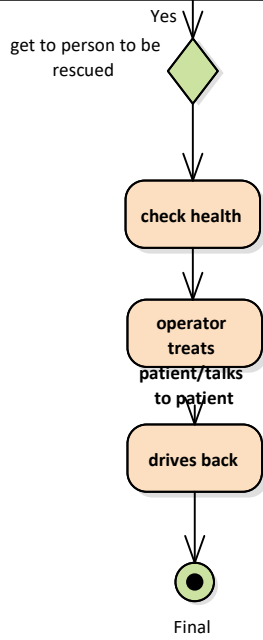 Yes
get to person to be
rescued
check health
operator
treats
patient/talks
to patient
drives back
Final